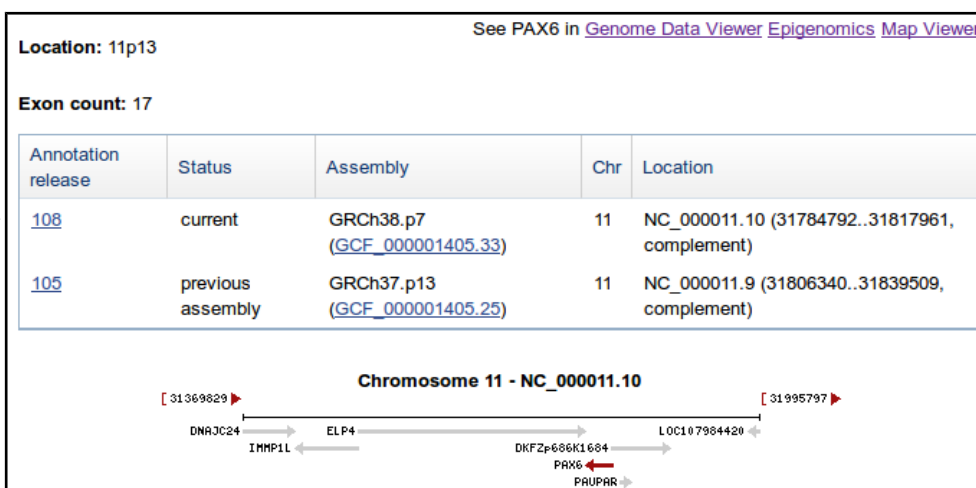 See PAX6 in Genome Data Viewer Epigenomics Map Viewer
Location: 11p13
Exon count: 17
Annotation release Status Assembly Chr Location
108 current GRCh38.p7 (GCF_000001405.33) 11 NC_000011.10 (31784792..31817961, complement)
105 previous assembly GRCh37.p13 (GCF_000001405.25) 11 NC_000011.9 (31806340..31839509, complement)
Chromosome 11 - NC_000011.10
[ 31369829 [ 31995797
DNAJC24 ELP4 LOC107984420
IMMP1L DKFZp686K1684
PAX6
PAUPAR